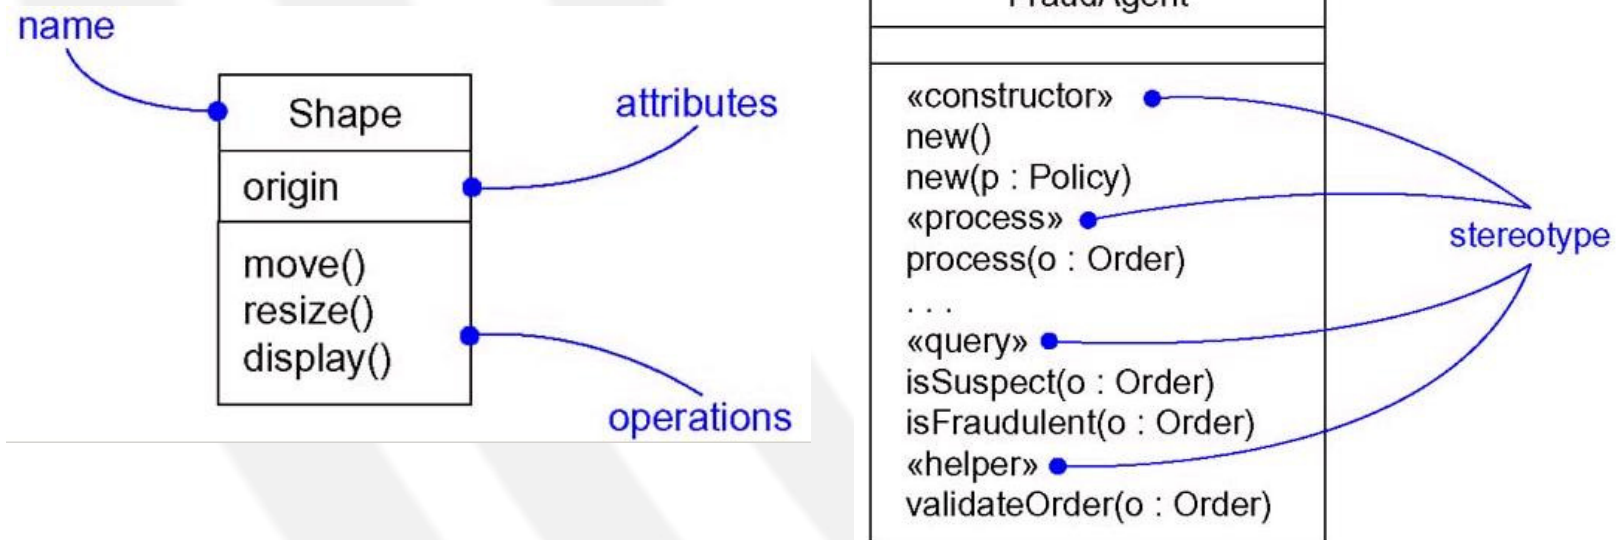 name
Shape
attributes
origin
move()
resize()
display()
operations
FraudAgent
«constructor»
new()
new(p : Policy)
«process»
process(o : Order)
. . .
«query»
isSuspect(o : Order)
isFraudulent(o : Order)
«helper»
validateOrder(o : Order)
stereotype